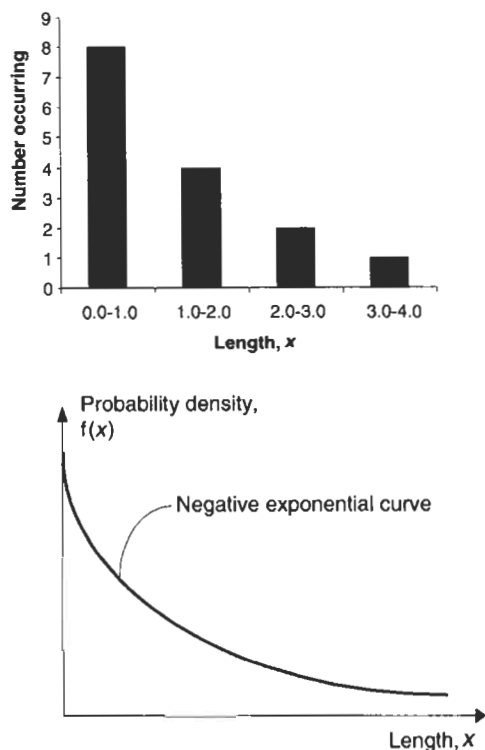 9
8
7
6
5
4
3
2
1
0
Number occurring
0.0-1.0 1.0-2.0 2.0-3.0 3.0-4.0
Length, x
Probability density,
f(x)
Negative exponential curve
Length, x